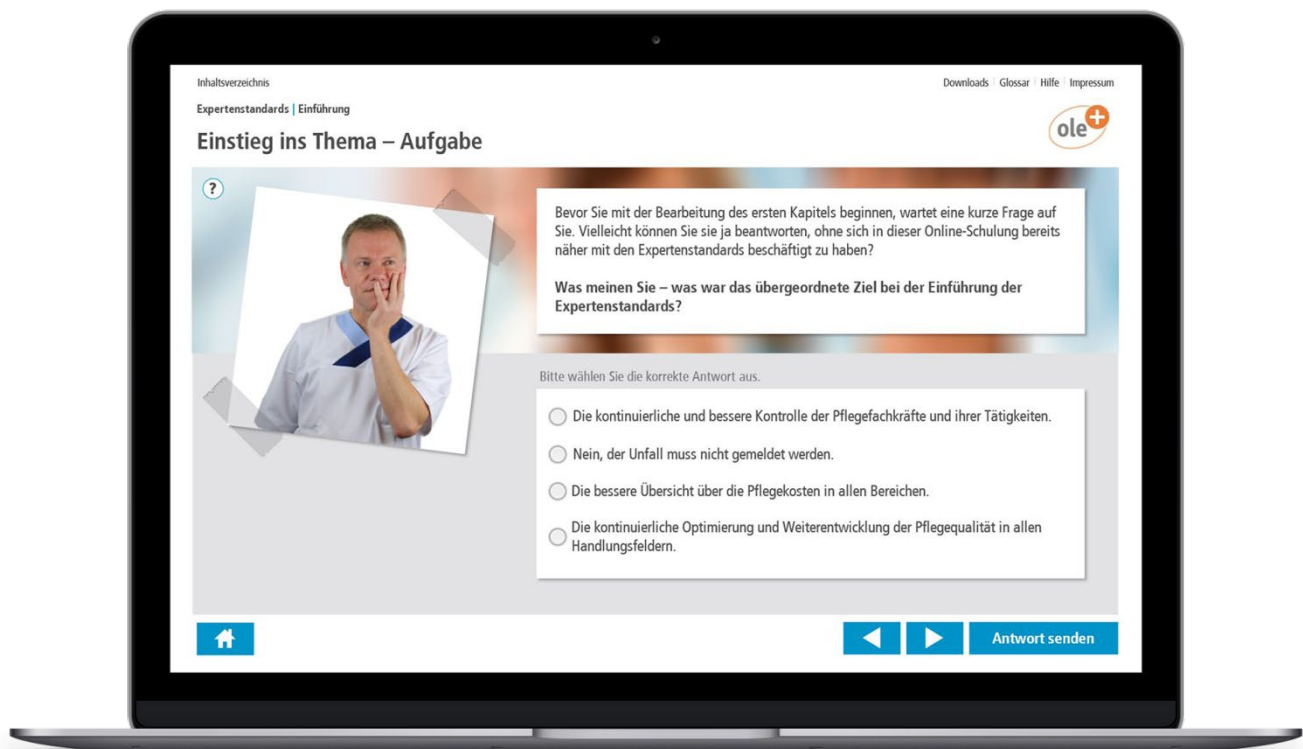 Inhaltsverzeichnis
Downloads | Glossar | Hilfe | Impressum
Expertenstandards | Einführung
Einstieg ins Thema – Aufgabe
ole+
?
Bevor Sie mit der Bearbeitung des ersten Kapitels beginnen, wartet eine kurze Frage auf
Sie. Vielleicht können Sie sie ja beantworten, ohne sich in dieser Online-Schulung bereits
näher mit den Expertenstandards beschäftigt zu haben?
Was meinen Sie – was war das übergeordnete Ziel bei der Einführung der
Expertenstandards?
Bitte wählen Sie die korrekte Antwort aus.
Die kontinuierliche und bessere Kontrolle der Pflegefachkräfte und ihrer Tätigkeiten.
Nein, der Unfall muss nicht gemeldet werden.
Die bessere Übersicht über die Pflegekosten in allen Bereichen.
Die kontinuierliche Optimierung und Weiterentwicklung der Pflegequalität in allen
Handlungsfeldern.
Antwort senden